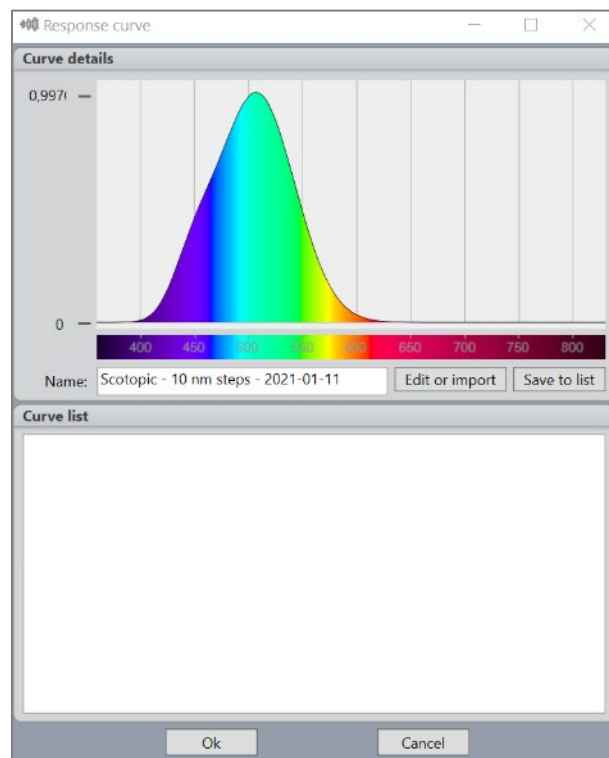 Response curve
Curve details
0,997(
0
400 450 500 550 600 650 700 750 800
Name: Scotopic - 10 nm steps - 2021-01-11 Edit or import Save to list
Curve list
Ok Cancel